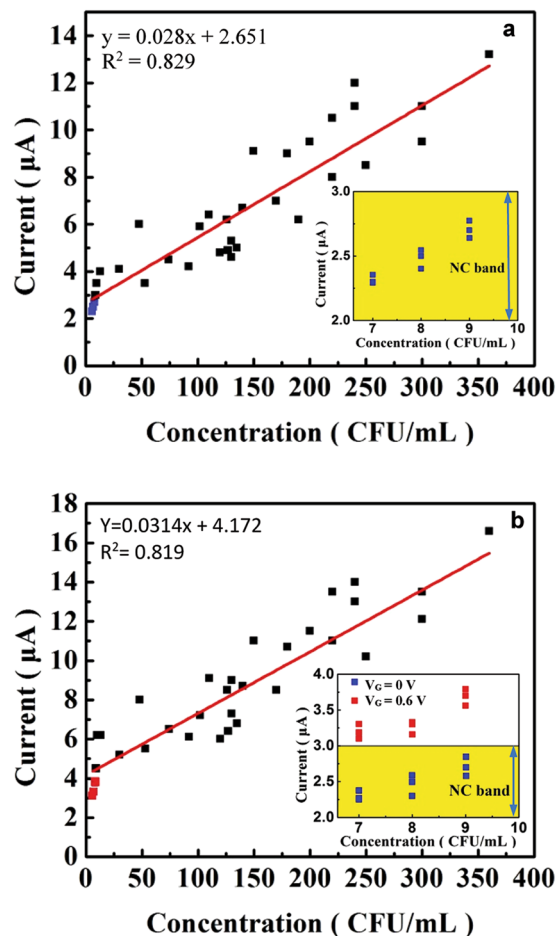 a
y = 0.028x + 2.651
R² = 0.829
14
12
10
8
6
4
2
0
Current ( μA )
0 50 100 150 200 250 300 350 400
Concentration ( CFU/mL )
3.0
2.5
2.0
Current ( μA )
NC band
7 8 9 10
Concentration ( CFU/mL )
b
Y=0.0314x + 4.172
R²= 0.819
18
16
14
12
10
8
6
4
2
0
Current ( μA )
0 50 100 150 200 250 300 350 400
Concentration ( CFU/mL )
V_G = 0 V
V_G = 0.6 V
4.0
3.5
3.0
2.5
2.0
Current ( μA )
NC band
7 8 9 10
Concentration ( CFU/mL )